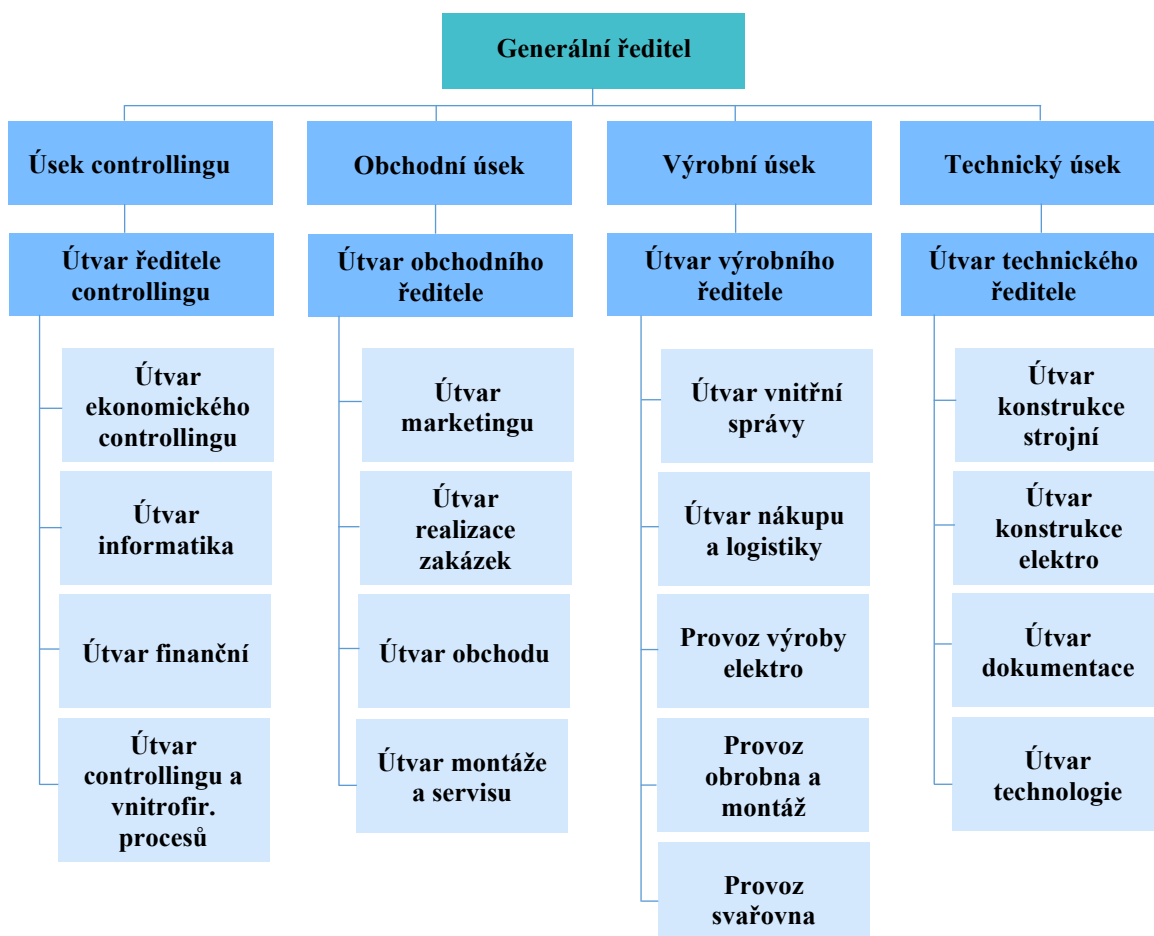 Generální ředitel
Úsek controllingu
Obchodní úsek
Výrobní úsek
Technický úsek
Útvar ředitele
controllingu
Útvar obchodního
ředitele
Útvar výrobního
ředitele
Útvar technického
ředitele
Útvar
ekonomického
controllingu
Útvar
marketingu
Útvar vnitřní
správy
Útvar
konstrukce
strojní
Útvar
informatika
Útvar
realizace
zakázek
Útvar nákupu
a logistiky
Útvar
konstrukce
elektro
Útvar finanční
Útvar obchodu
Provoz výroby
elektro
Útvar
dokumentace
Útvar
controllingu a
vnitrofir.
procesů
Útvar montáže
a servisu
Provoz
obrobna a
montáž
Útvar
technologie
Provoz
svařovna